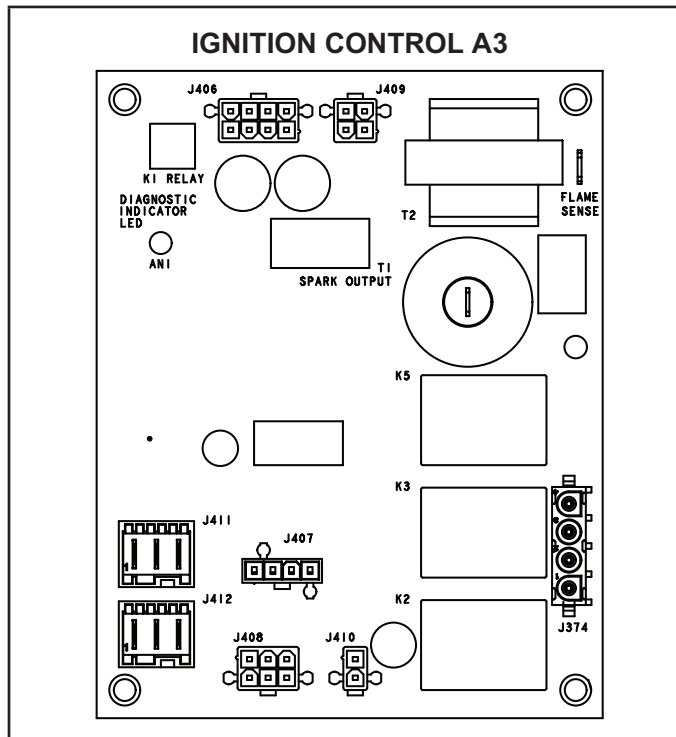 IGNITION CONTROL A3
J406
J409
K1 RELAY
DIAGNOSTIC
INDICATOR
LED
AN1
T1
SPARK OUTPUT
T2
FLAME
SENSE
K5
K3
K2
J411
J412
J407
J408
J410
J374
1
1